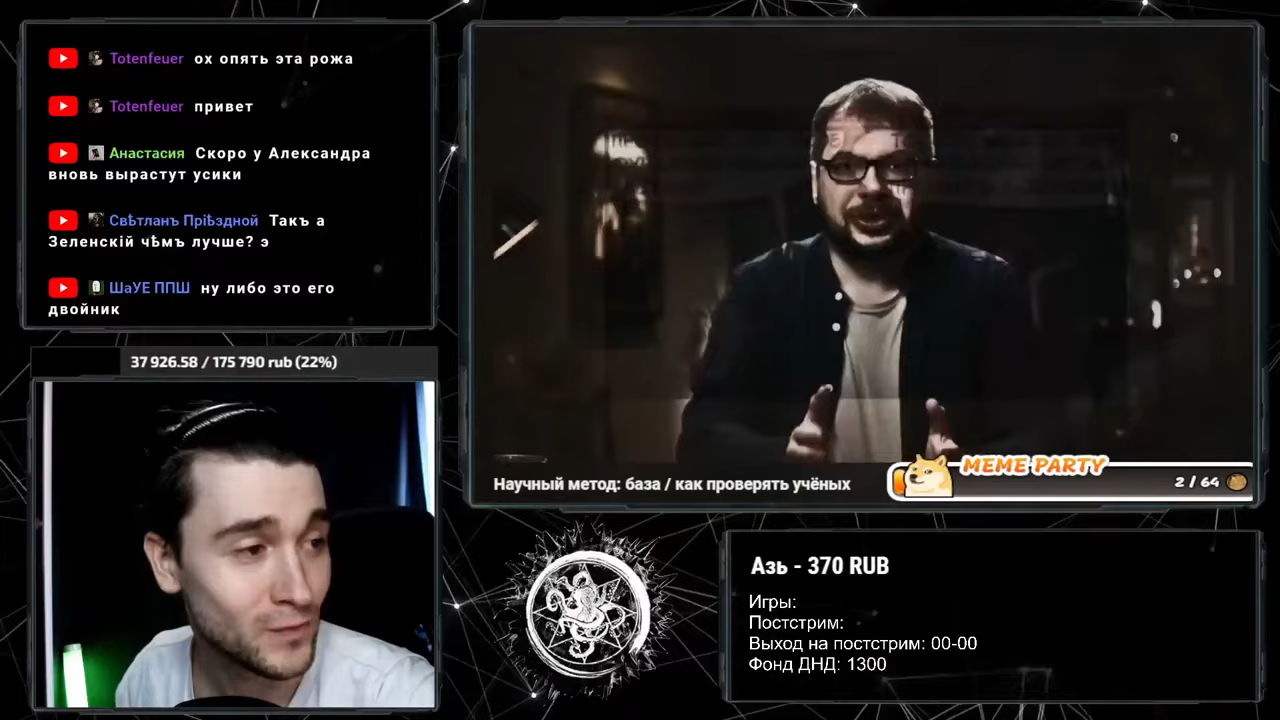 Totenfeuer ох опять эта рожа
Totenfeuer привет
Анастасия Скоро у Александра
вновь вырастут усики
Свѣтланъ Прiѣздной Такъ а
Зеленскiй чѣмъ лучше? э
ШаУЕ ППШ ну либо это его
двойник
37 926.58 / 175 790 rub (22%)
Научный метод: база / как проверять учёных
MEME PARTY
2 / 64
Азь - 370 RUB
Игры:
Постстрим:
Выход на постстрим: 00-00
Фонд ДНД: 1300